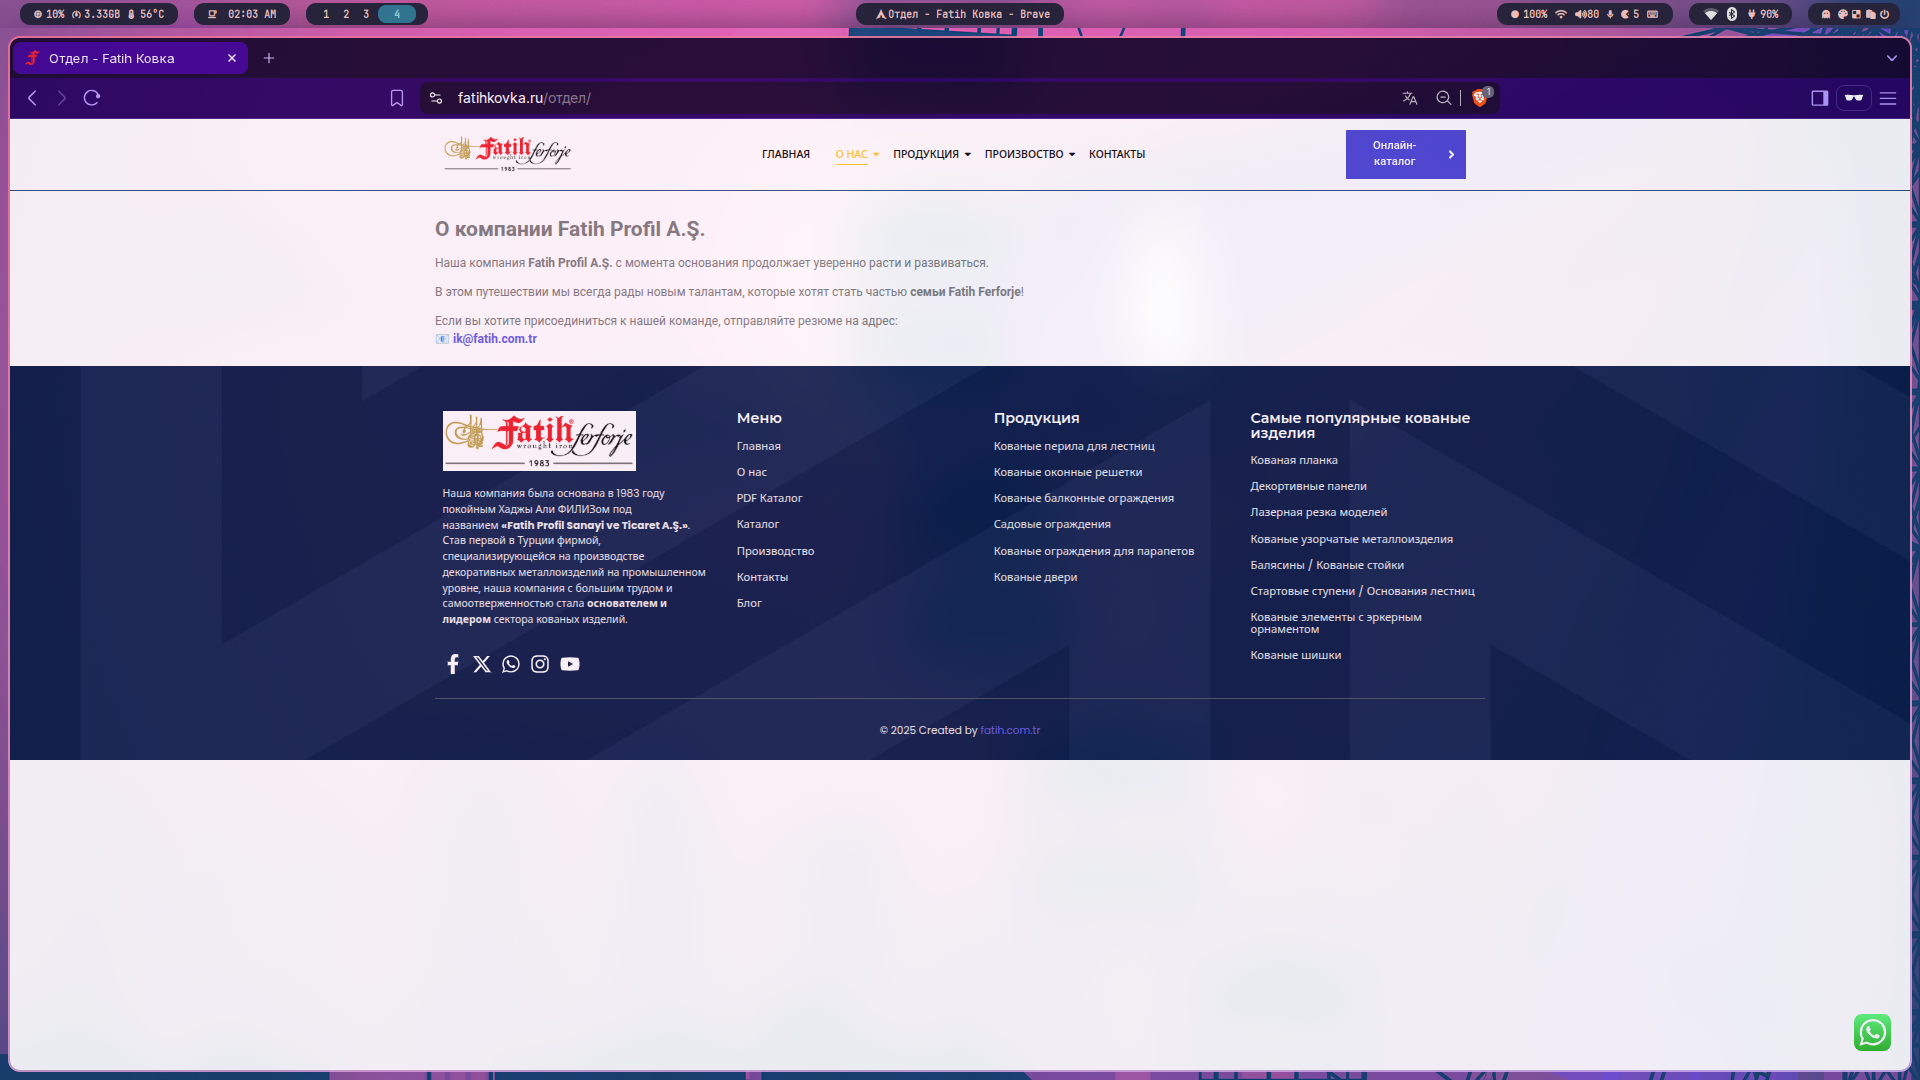 10% 3.33GB 56°C
02:03 AM
1 2 3 4
Отдел - Fatih Ковка - Brave
100% 80 5
90%
Отдел - Fatih Ковка
fatihkovka.ru/отдел/
1
Fatih ferforje
wrought iron
1983
ГЛАВНАЯ
О НАС
ПРОДУКЦИЯ
ПРОИЗВОСТВО
КОНТАКТЫ
Онлайн-
каталог
О компании Fatih Profil A.Ş.
Наша компания Fatih Profil A.Ş. с момента основания продолжает уверенно расти и развиваться.
В этом путешествии мы всегда рады новым талантам, которые хотят стать частью семьи Fatih Ferforje!
Если вы хотите присоединиться к нашей команде, отправляйте резюме на адрес:
📧 ik@fatih.com.tr
Fatih ferforje
wrought iron
1983
Наша компания была основана в 1983 году
покойным Хаджы Али ФИЛИЗом под
названием «Fatih Profil Sanayi ve Ticaret A.Ş.».
Став первой в Турции фирмой,
специализирующейся на производстве
декоративных металлоизделий на промышленном
уровне, наша компания с большим трудом и
самоотверженностью стала основателем и
лидером сектора кованых изделий.
Меню
Главная
О нас
PDF Каталог
Каталог
Производство
Контакты
Блог
Продукция
Кованые перила для лестниц
Кованые оконные решетки
Кованые балконные ограждения
Садовые ограждения
Кованые ограждения для парапетов
Кованые двери
Самые популярные кованые
изделия
Кованая планка
Декортивные панели
Лазерная резка моделей
Кованые узорчатые металлоизделия
Балясины / Кованые стойки
Стартовые ступени / Основания лестниц
Кованые элементы с эркерным
орнаментом
Кованые шишки
© 2025 Created by fatih.com.tr